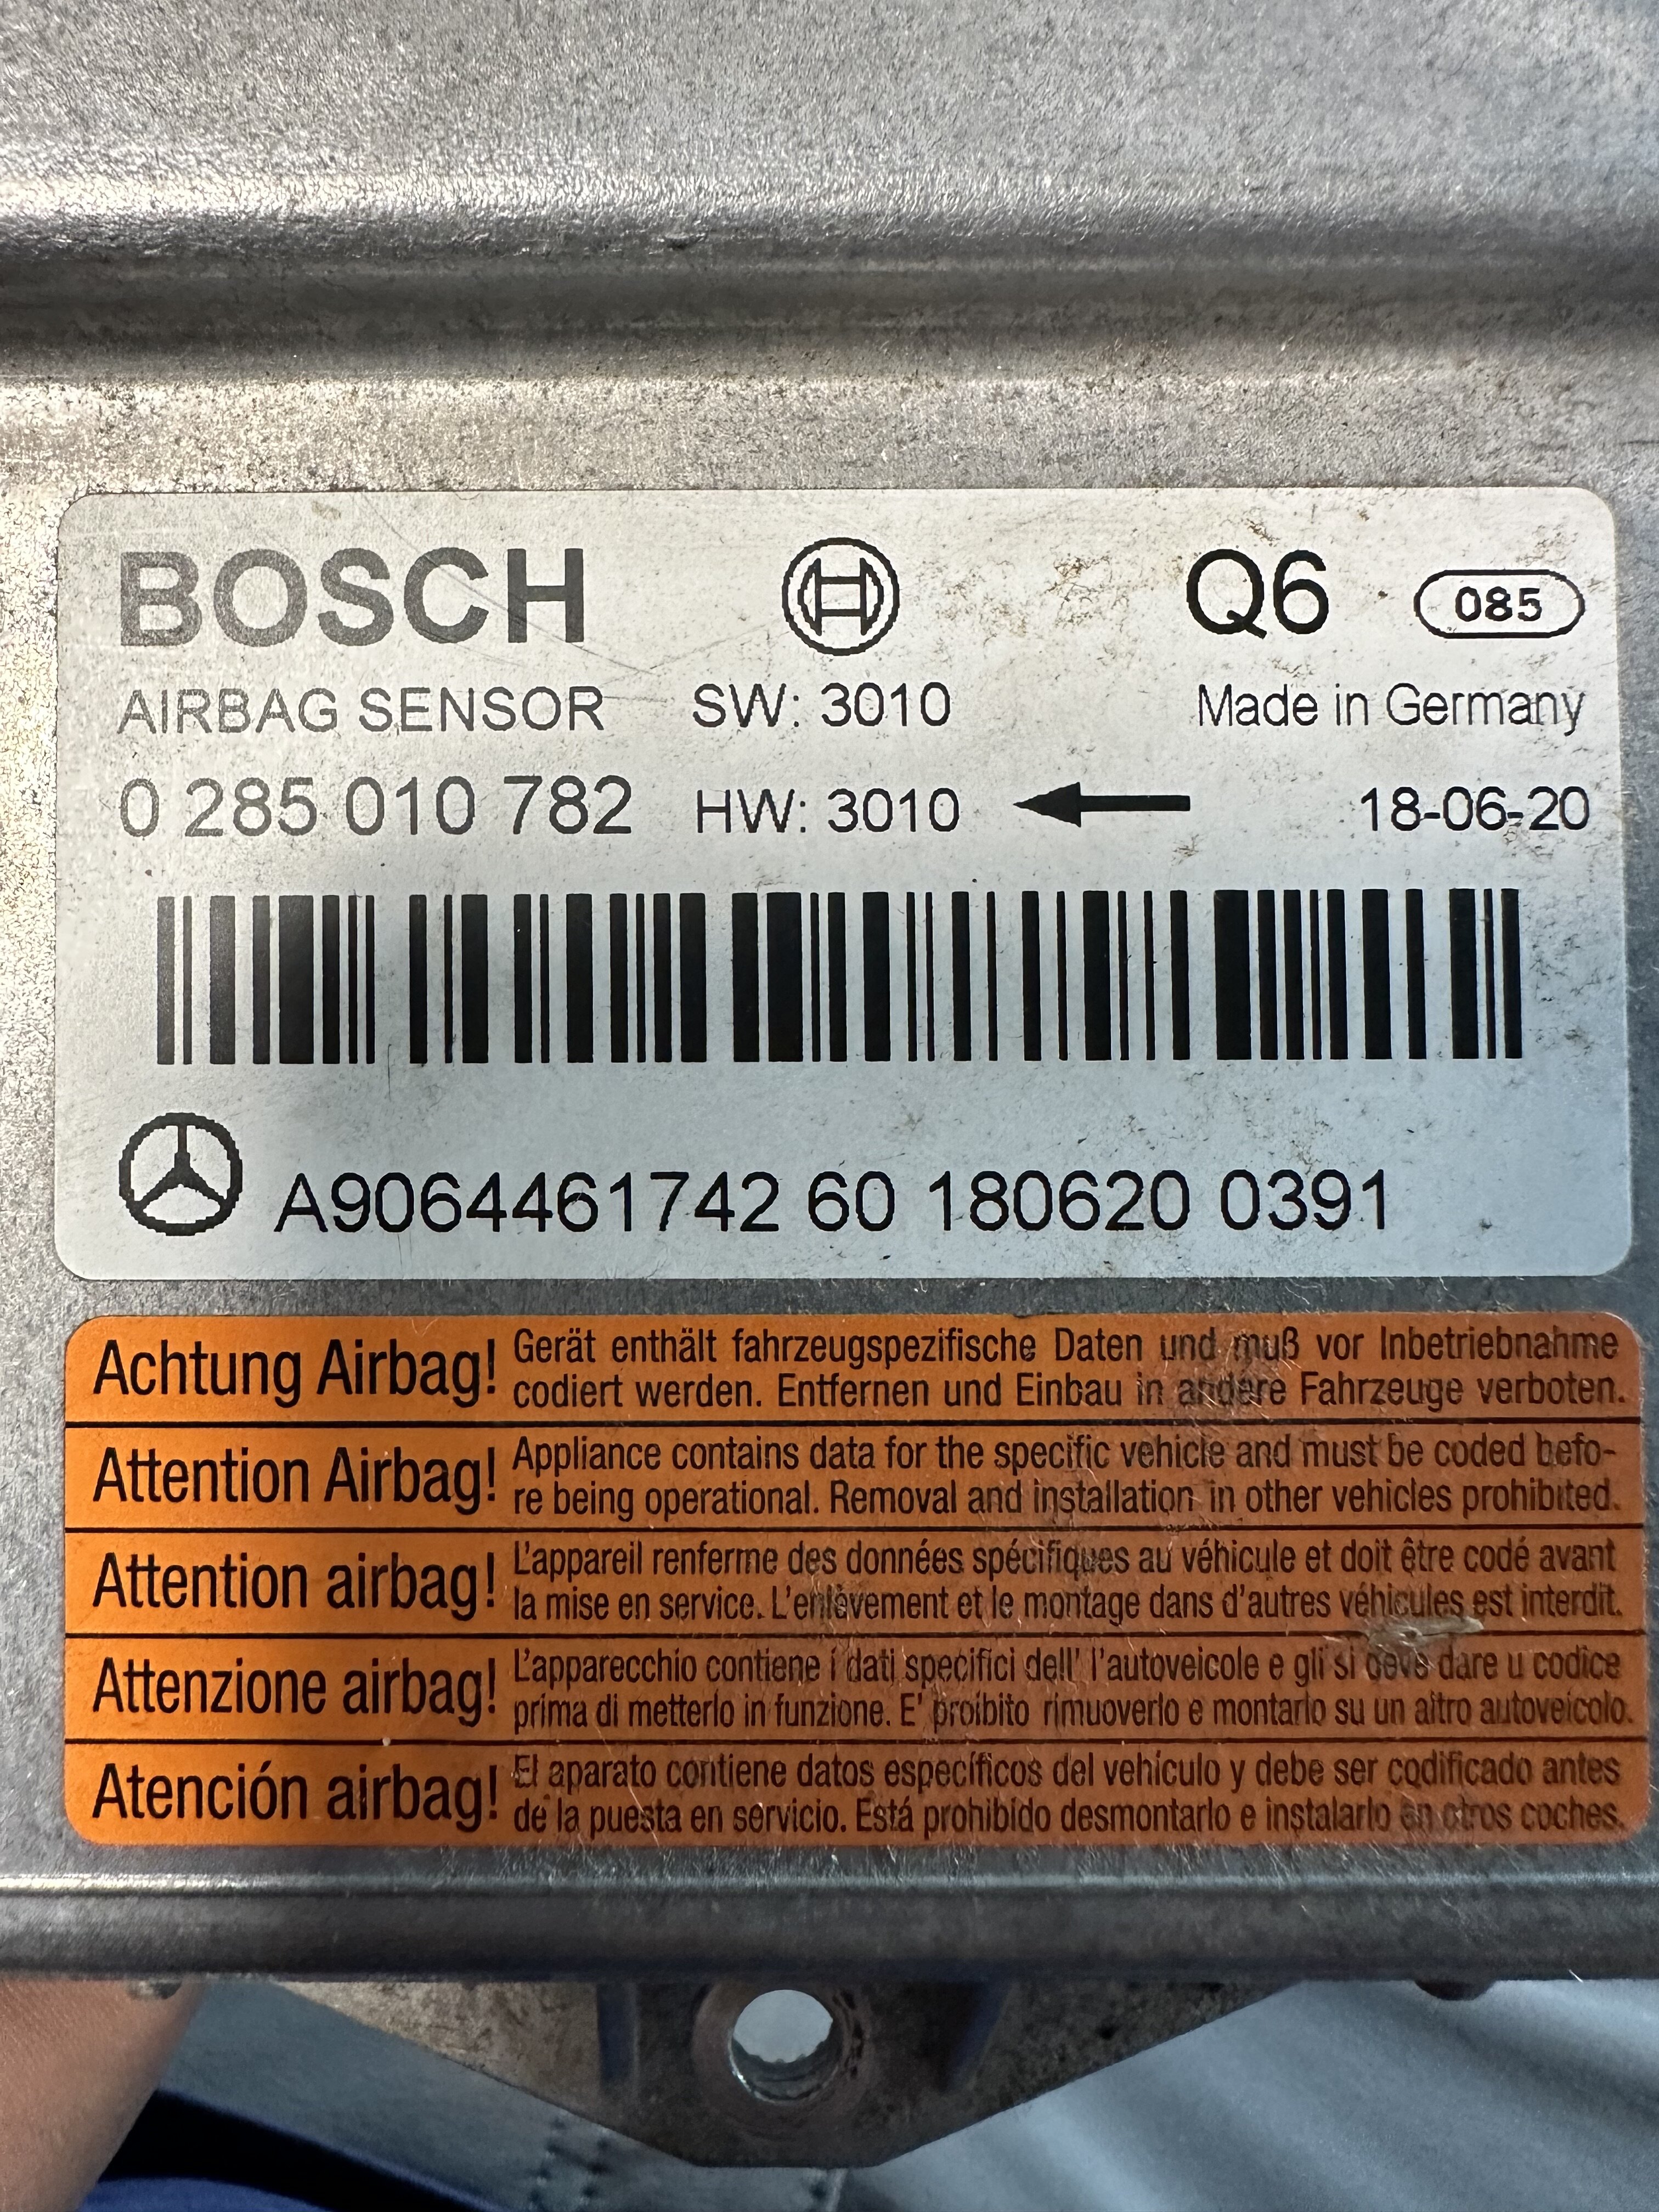 BOSCH Q6 085
AIRBAG SENSOR SW: 3010 Made in Germany
0 285 010 782 HW: 3010 18-06-20
A9064461742 60 180620 0391
Achtung Airbag! Gerät enthält fahrzeugspezifische Daten und muß vor Inbetriebnahme
codiert werden. Entfernen und Einbau in andere Fahrzeuge verboten.
Attention Airbag! Appliance contains data for the specific vehicle and must be coded befo-
re being operational. Removal and installation in other vehicles prohibited.
Attention airbag! L'appareil renferme des données spécifiques au véhicule et doit être codé avant
la mise en service. L'enlèvement et le montage dans d'autres véhicules est interdit.
Attenzione airbag! L'apparecchio contiene i dati specifici dell' l'autoveicole e gli si deve dare u codice
prima di metterlo in funzione. E' proibito rimuoverlo e montarlo su un altro autoveicolo.
Atención airbag! El aparato contiene datos específicos del vehículo y debe ser codificado antes
de la puesta en servicio. Está prohibido desmontarlo e instalarlo en otros coches.